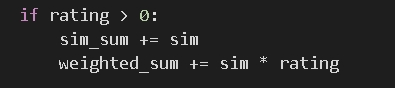 if rating > 0:
    sim_sum += sim
    weighted_sum += sim * rating